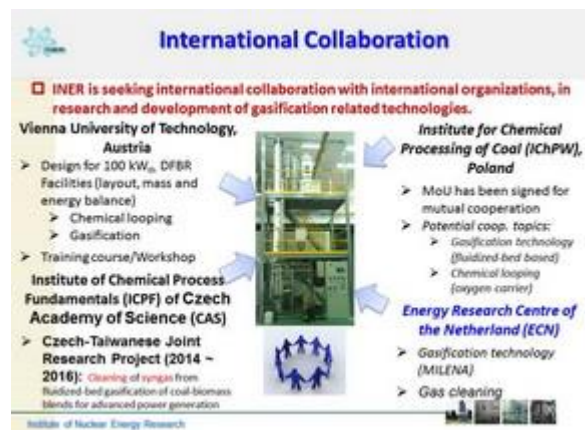 International Collaboration
INER is seeking international collaboration with international organizations, in
research and development of gasification related technologies.
Vienna University of Technology,
Austria
Design for 100 kWth DFBR
Facilities (layout, mass and
energy balance)
Chemical looping
Gasification
Training course/Workshop
Institute of Chemical Process
Fundamentals (ICPF) of Czech
Academy of Science (CAS)
Czech-Taiwanese Joint
Research Project (2014 ~
2016): Cleaning of syngas from
fluidized-bed gasification of coal-biomass
blends for advanced power generation
Institute for Chemical
Processing of Coal (IChPW),
Poland
MoU has been signed for
mutual cooperation
Potential coop. topics:
Gasification technology
(fluidized-bed based)
Chemical looping
(oxygen carrier)
Energy Research Centre of
the Netherland (ECN)
Gasification technology
(MILENA)
Gas cleaning
Institute of Nuclear Energy Research